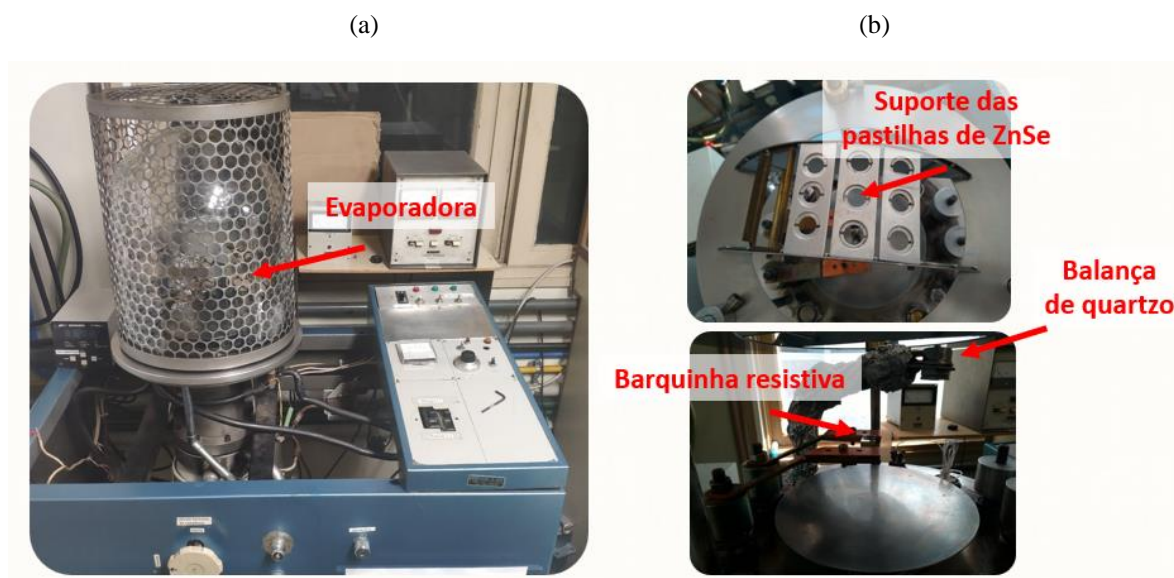 (a)
(b)
Evaporadora
Suporte das
pastilhas de ZnSe
Balança
de quartzo
Barquinha resistiva